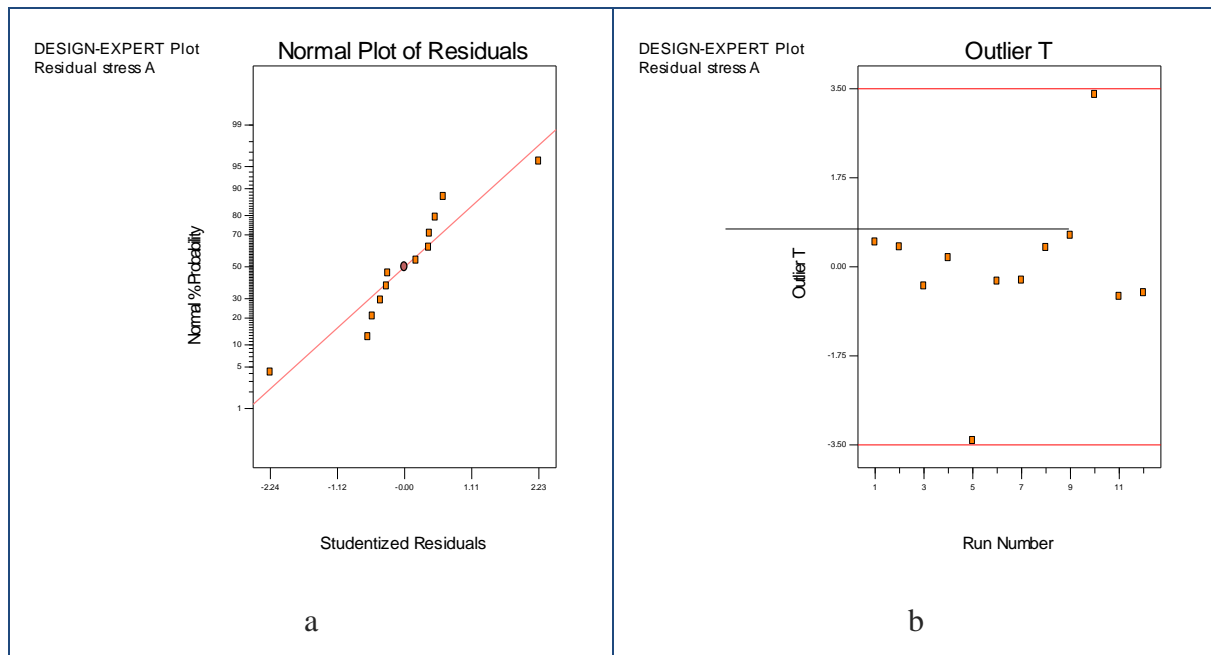 DESIGN-EXPERT Plot
Residual stress A
Normal Plot of Residuals
Normal % Probability
99
95
90
80
70
50
30
20
10
5
1
-2.24
-1.12
-0.00
1.11
2.23
Studentized Residuals
a
DESIGN-EXPERT Plot
Residual stress A
Outlier T
Outlier T
3.50
1.75
0.00
-1.75
-3.50
1
3
5
7
9
11
Run Number
b